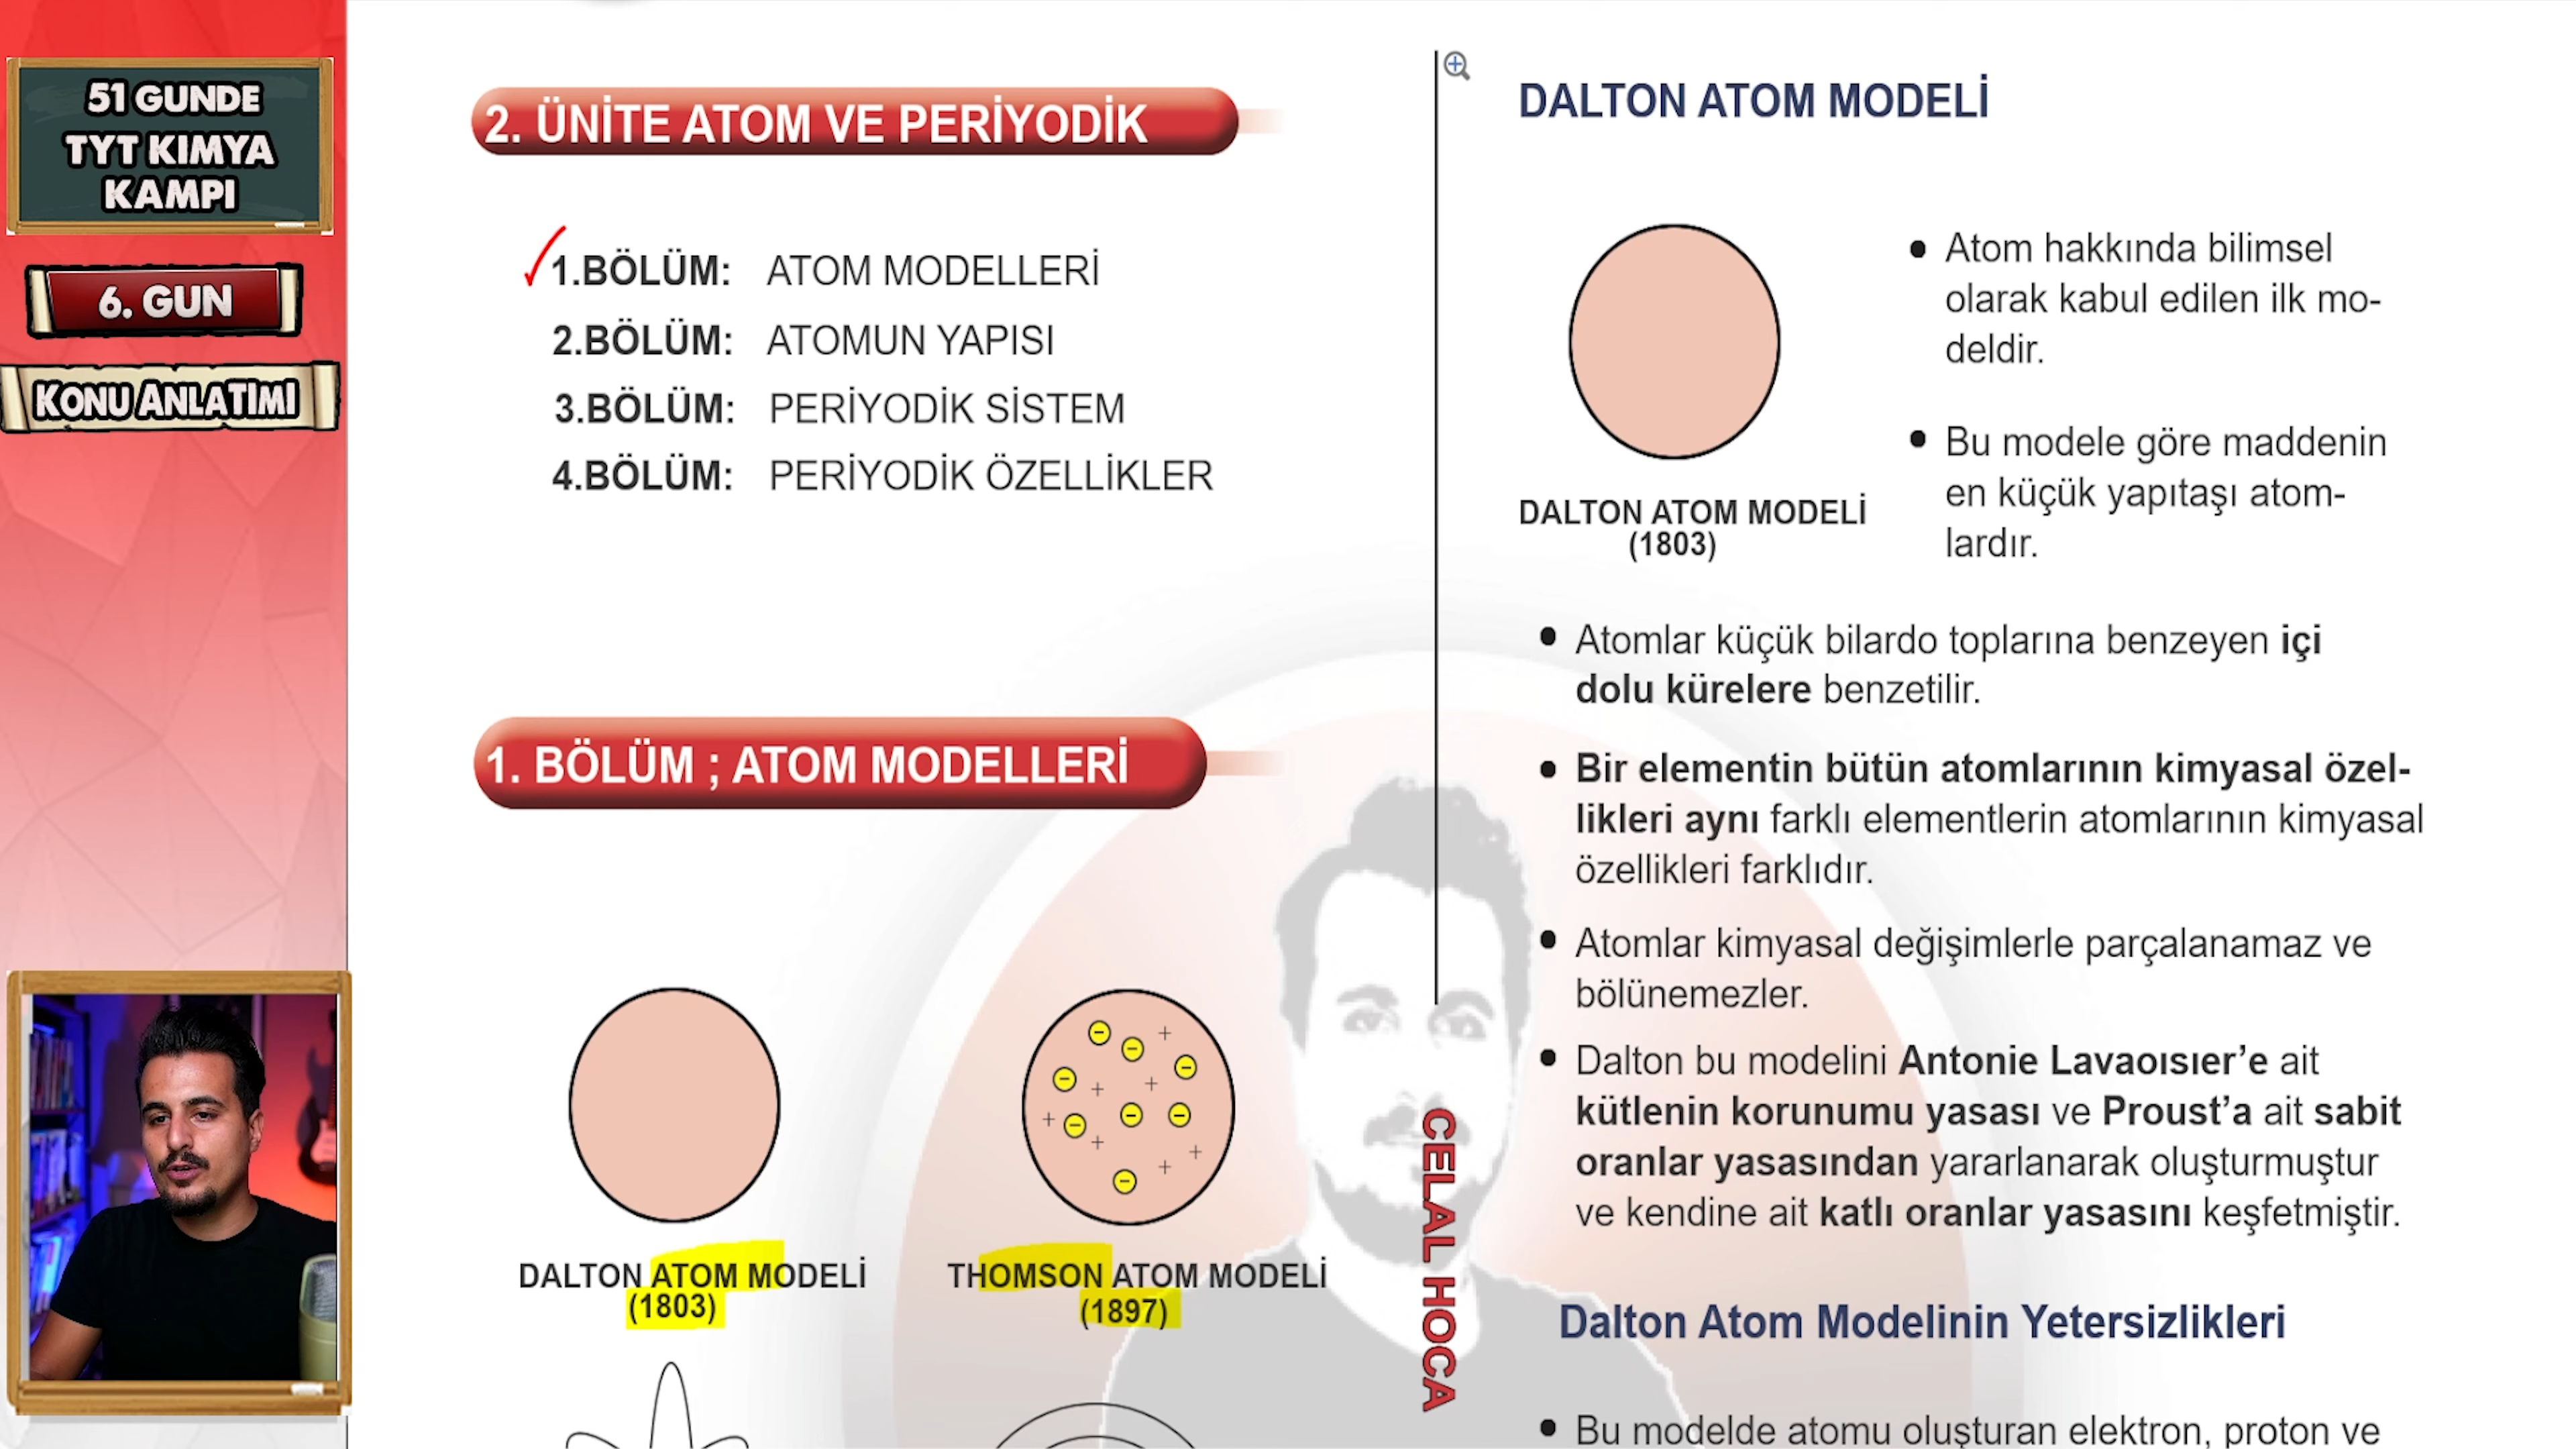 51 GUNDE
TYT KIMYA
KAMPI
6. GUN
KONU ANLATIMI
2. ÜNİTE ATOM VE PERİYODİK
1.BÖLÜM: ATOM MODELLERİ
2.BÖLÜM: ATOMUN YAPISI
3.BÖLÜM: PERİYODİK SİSTEM
4.BÖLÜM: PERİYODİK ÖZELLİKLER
1. BÖLÜM ; ATOM MODELLERİ
DALTON ATOM MODELİ
(1803)
THOMSON ATOM MODELİ
(1897)
CELAL HOCA
DALTON ATOM MODELİ
DALTON ATOM MODELİ
(1803)
• Atom hakkında bilimsel
olarak kabul edilen ilk mo-
deldir.
• Bu modele göre maddenin
en küçük yapıtaşı atom-
lardır.
• Atomlar küçük bilardo toplarına benzeyen içi
dolu kürelere benzetilir.
• Bir elementin bütün atomlarının kimyasal özel-
likleri aynı farklı elementlerin atomlarının kimyasal
özellikleri farklıdır.
• Atomlar kimyasal değişimlerle parçalanamaz ve
bölünemezler.
• Dalton bu modelini Antonie Lavaoısıer’e ait
kütlenin korunumu yasası ve Proust’a ait sabit
oranlar yasasından yararlanarak oluşturmuştur
ve kendine ait katlı oranlar yasasını keşfetmiştir.
Dalton Atom Modelinin Yetersizlikleri
• Bu modelde atomu oluşturan elektron, proton ve